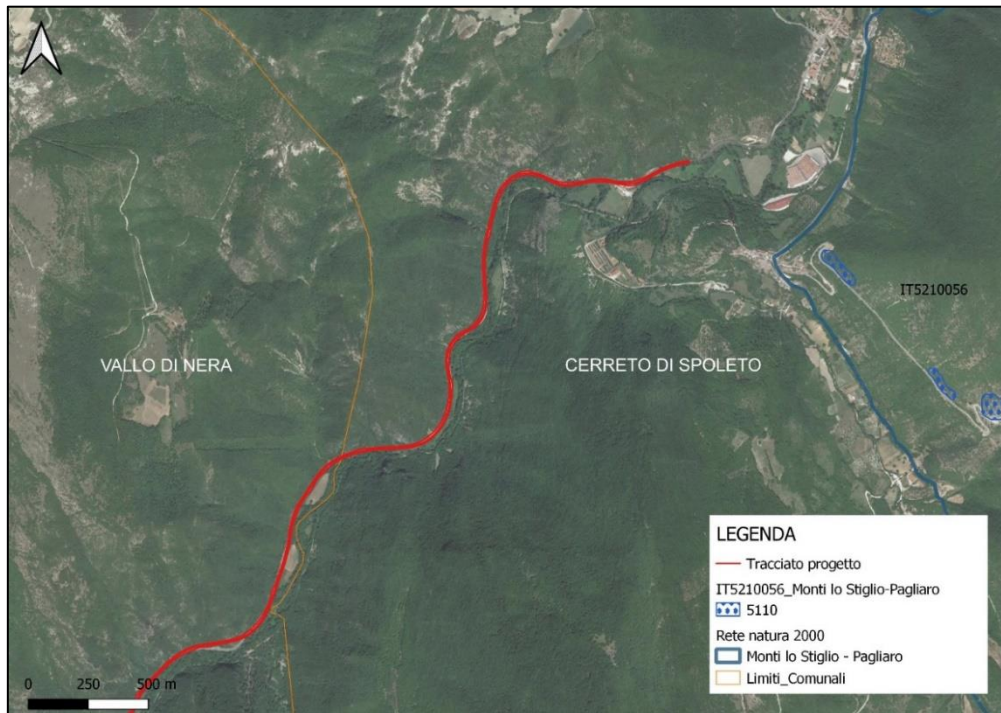 IT5210056
VALLO DI NERA
CERRETO DI SPOLETO
LEGENDA
Tracciato progetto
IT5210056_Monti lo Stiglio-Pagliaro
5110
Rete natura 2000
Monti lo Stiglio - Pagliaro
Limiti_Comunali
0 250 500 m